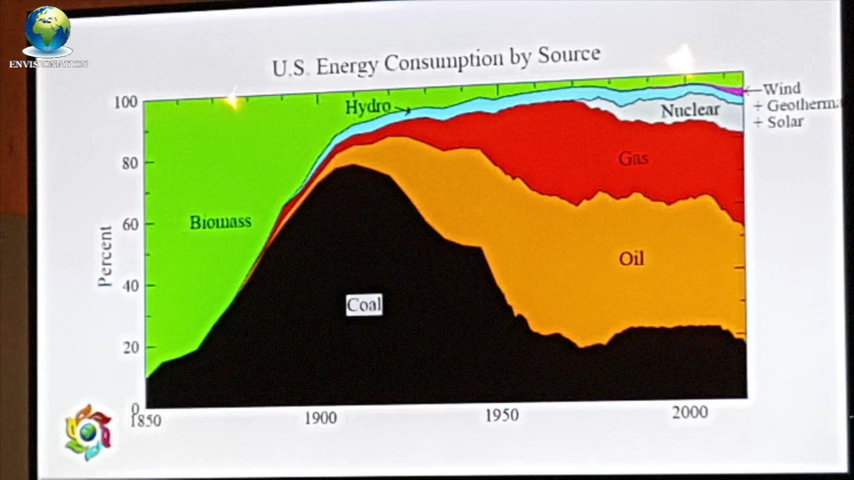 ENVISIONATION
U.S. Energy Consumption by Source
100
80
60
40
20
0
Percent
1850
1900
1950
2000
Hydro
Biomass
Coal
Oil
Gas
Nuclear
Wind
+ Geotherma
+ Solar